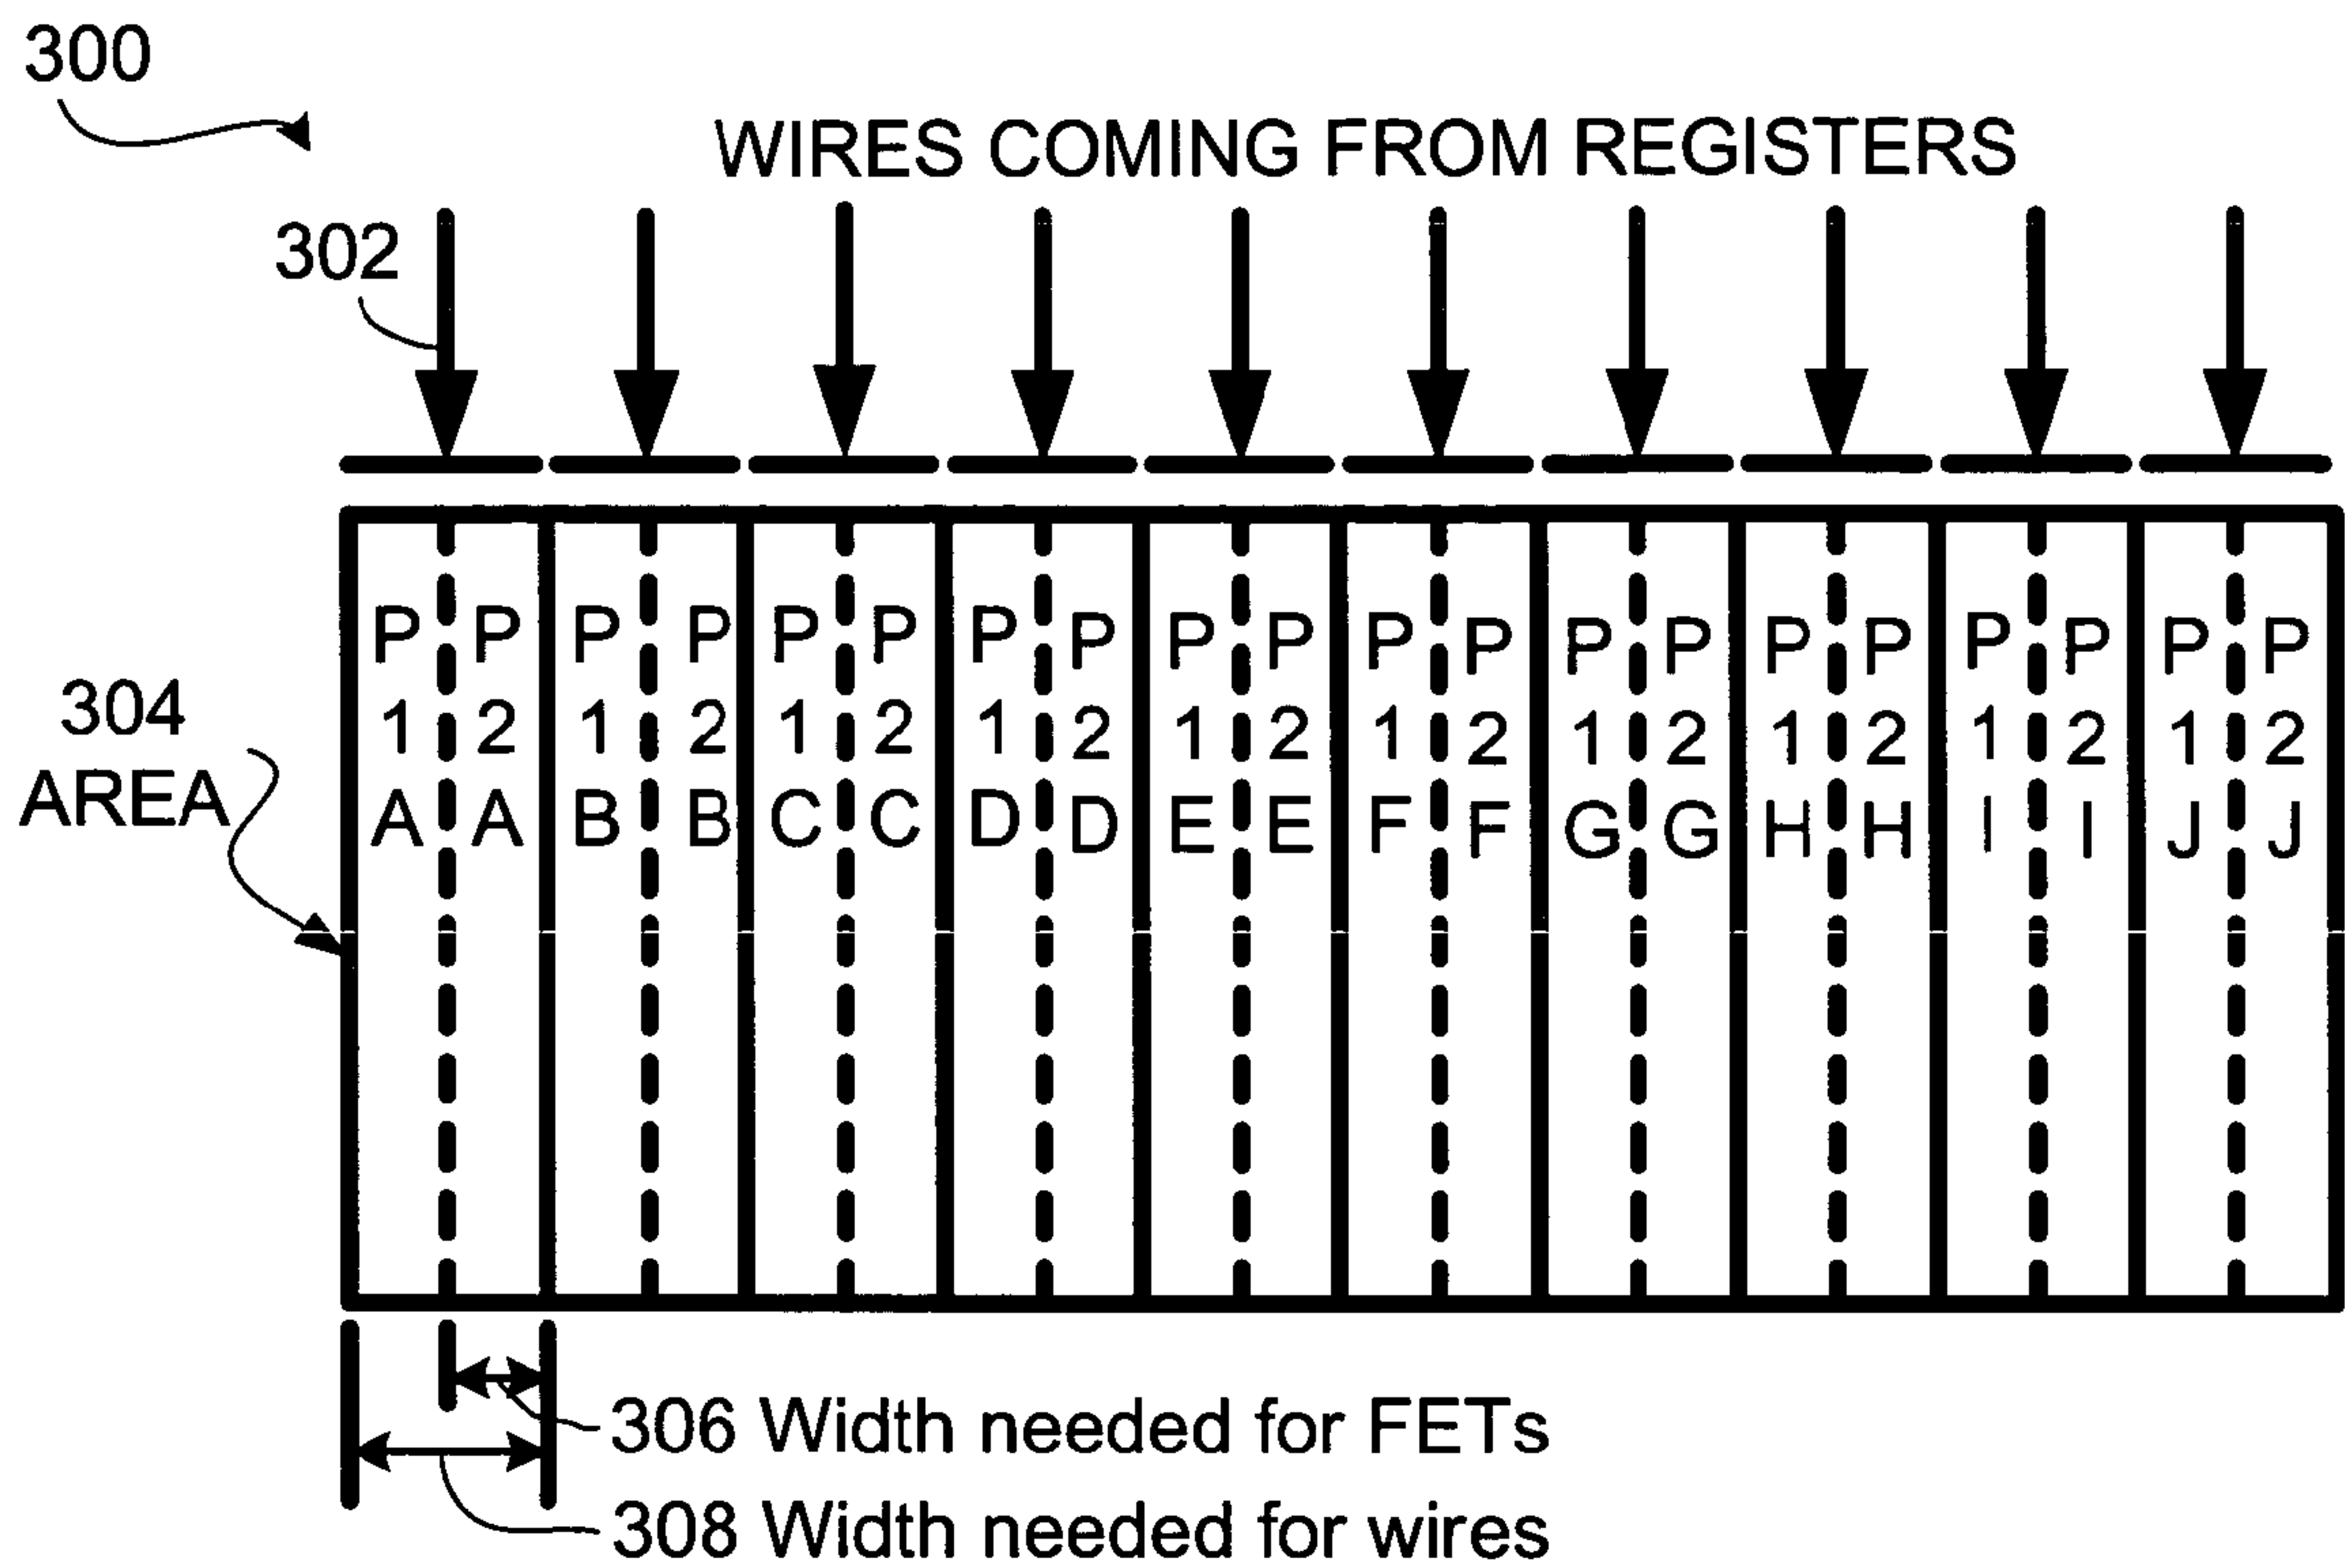 300
WIRES COMING FROM REGISTERS
302
P P P P P P P P P P P P P P P P P P P P
304
1 2 1 2 1 2 1 2 1 2 1 2 1 2 1 2 1 2 1 2
AREA
A A B B C C D D E E F F G G H H I I J J
306 Width needed for FETs
308 Width needed for wires